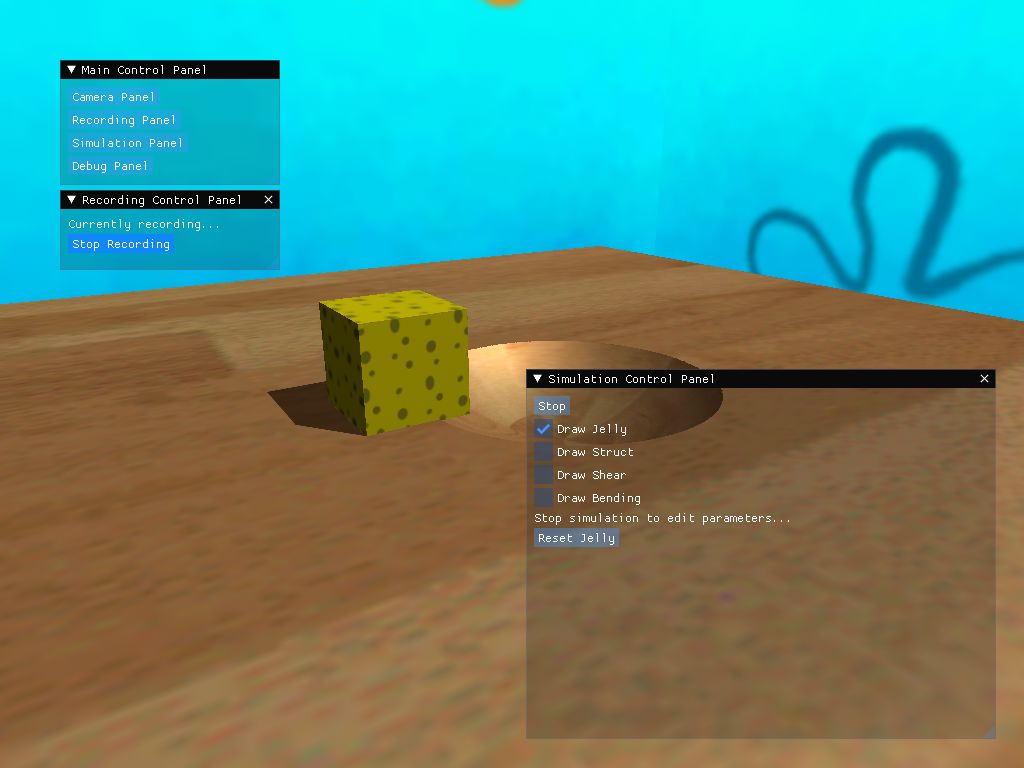 Main Control Panel
Camera Panel
Recording Panel
Simulation Panel
Debug Panel
Recording Control Panel
Currently recording...
Stop Recording
Simulation Control Panel
Stop
Draw Jelly
Draw Struct
Draw Shear
Draw Bending
Stop simulation to edit parameters...
Reset Jelly